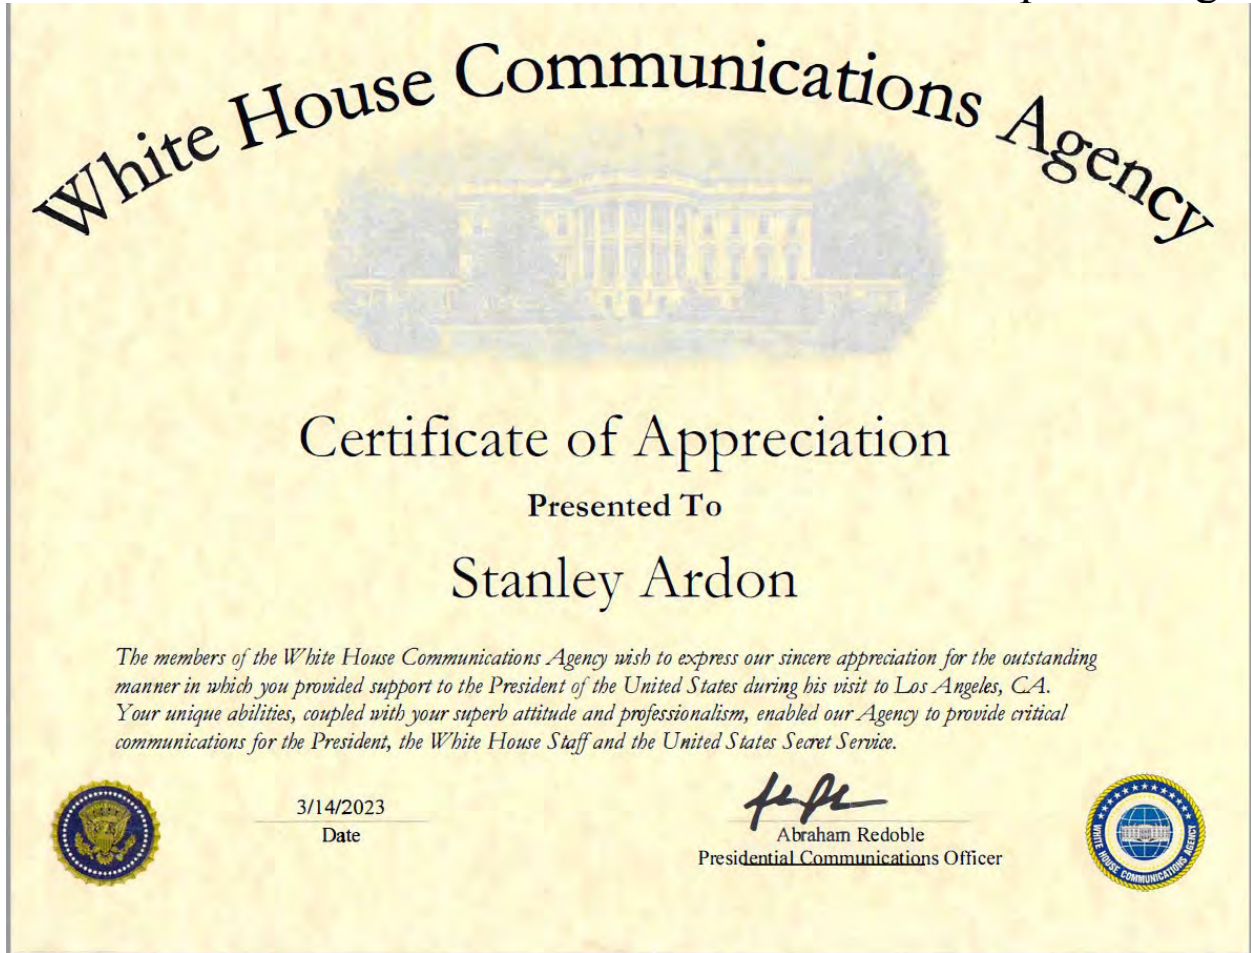 White House Communications Agency
Certificate of Appreciation
Presented To
Stanley Ardon
The members of the White House Communications Agency wish to express our sincere appreciation for the outstanding
manner in which you provided support to the President of the United States during his visit to Los Angeles, CA.
Your unique abilities, coupled with your superb attitude and professionalism, enabled our Agency to provide critical
communications for the President, the White House Staff and the United States Secret Service.
3/14/2023
Date
Abraham Redoble
Presidential Communications Officer
WHITE HOUSE COMMUNICATIONS AGENCY